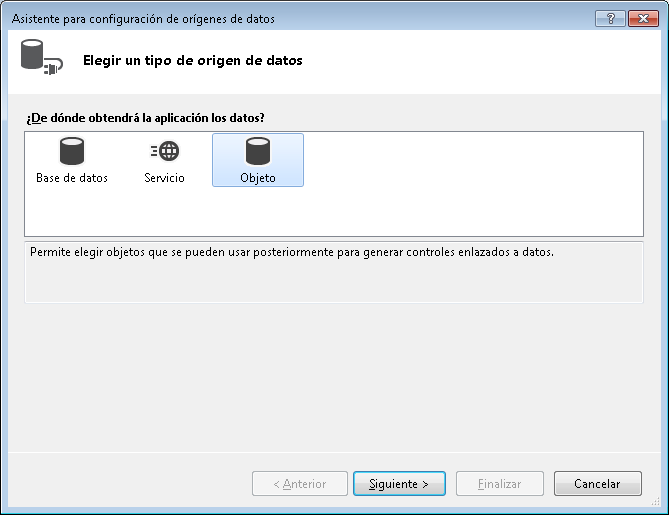 Asistente para configuración de orígenes de datos
?
Elegir un tipo de origen de datos
¿De dónde obtendrá la aplicación los datos?
Base de datos Servicio Objeto
Permite elegir objetos que se pueden usar posteriormente para generar controles enlazados a datos.
< Anterior Siguiente > Finalizar Cancelar